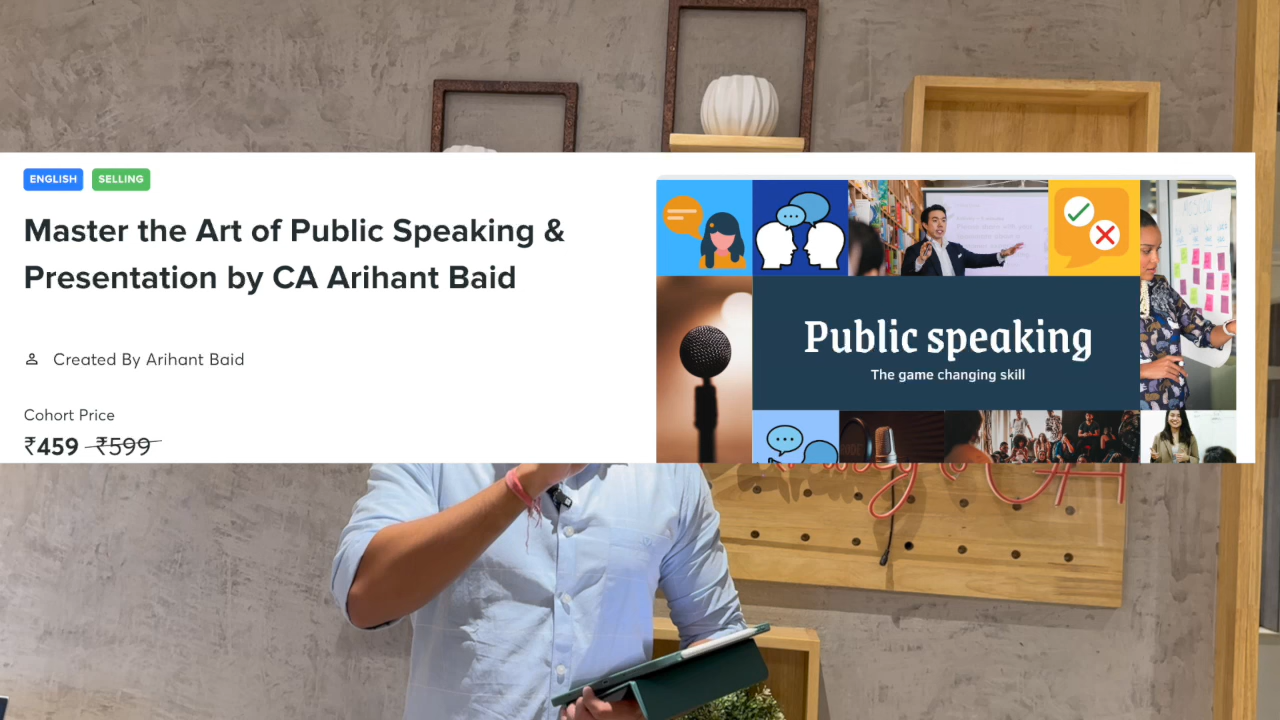 ENGLISH
SELLING
Master the Art of Public Speaking &
Presentation by CA Arihant Baid
Created By Arihant Baid
Cohort Price
₹459 ₹599
Public speaking
The game changing skill